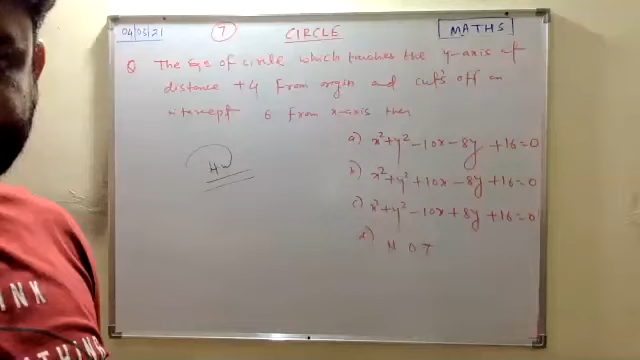 04/05/21 7 CIRCLE MATHS
Q The Eqs of circle which touches the y-axis at
distance +4 from origin and cuts off an
intercept 6 from x-axis then
a) x²+y²-10x-8y+16=0
b) x²+y²+10x-8y+16=0
c) x²+y²-10x+8y+16=0
d) N O T
Hw
INK
THINK